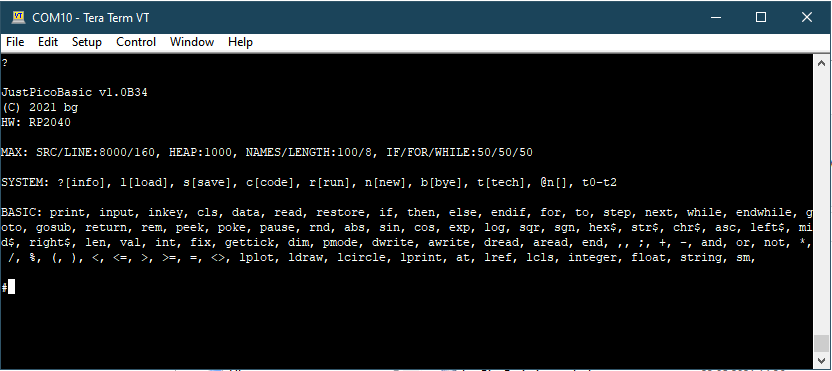 COM10 - Tera Term VT
File Edit Setup Control Window Help
?
JustPicoBasic v1.0B34
(C) 2021 bg
HW: RP2040
MAX: SRC/LINE:8000/160, HEAP:1000, NAMES/LENGTH:100/8, IF/FOR/WHILE:50/50/50
SYSTEM: ?[info], l[load], s[save], c[code], r[run], n[new], b[bye], t[tech], @n[], t0-t2
BASIC: print, input, inkey, cls, data, read, restore, if, then, else, endif, for, to, step, next, while, endwhile, g
oto, gosub, return, rem, peek, poke, pause, rnd, abs, sin, cos, exp, log, sqr, sgn, hex$, str$, chr$, asc, left$, mi
d$, right$, len, val, int, fix, gettick, dim, pmode, dwrite, awrite, dread, aread, end, ,, ;, +, -, and, or, not, *,
/, %, (, ), <, <=, >, >=, =, <>, lplot, ldraw, lcircle, lprint, at, lref, lcls, integer, float, string, sm,
#